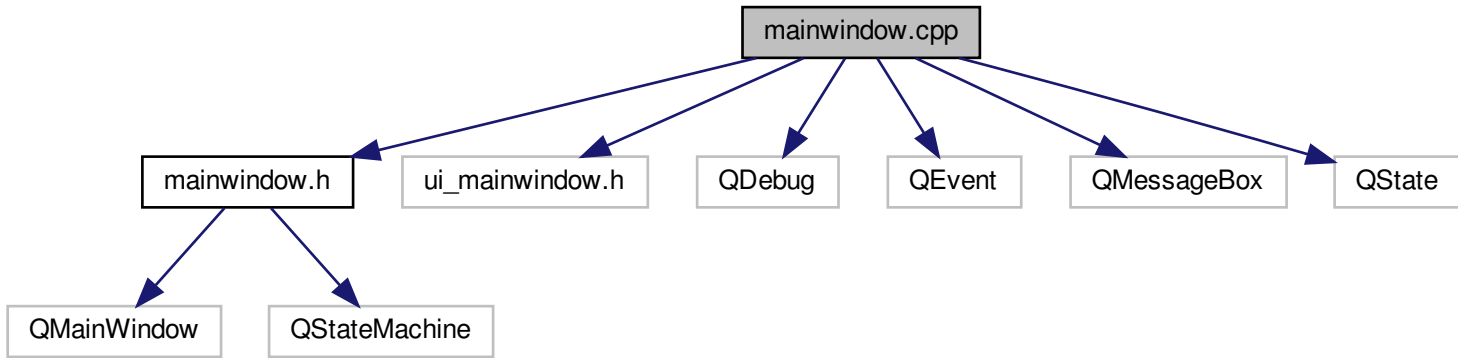 mainwindow.cpp
mainwindow.h
ui_mainwindow.h
QDebug
QEvent
QMessageBox
QState
QMainWindow
QStateMachine